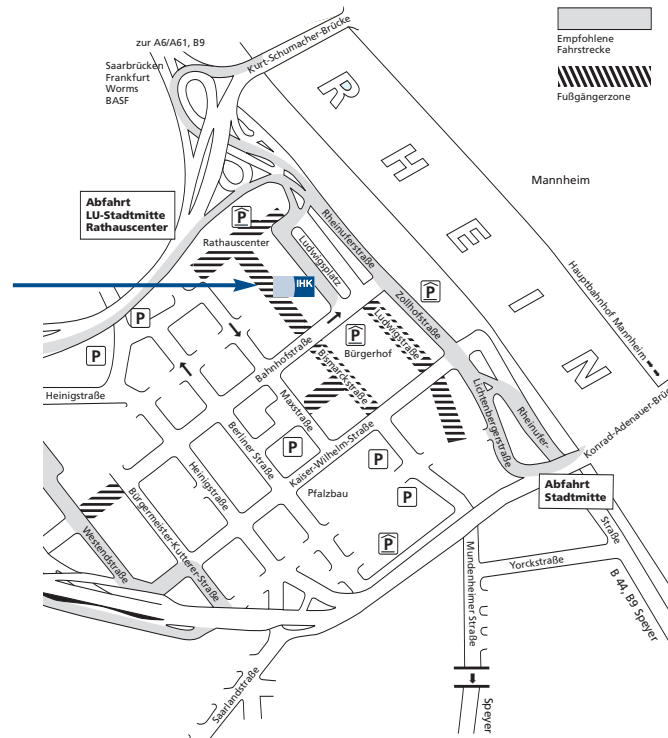 zur A6/A61, B9
Saarbrücken
Frankfurt
Worms
BASF
Kurt-Schumacher-Brücke
Empfohlene
Fahrstrecke
Fußgängerzone
RHEIN
Mannheim
Abfahrt
LU-Stadtmitte
Rathauscenter
P
Rathauscenter
Ludwigsplatz
Rheinuferstraße
IHK
Zollhofstraße
P
Hauptbahnhof Mannheim
P
P
P
Bürgerhof
Ludwigstraße
Bahnhofstraße
Bismarckstraße
Heinigstraße
Maxstraße
Lichtenbergerstraße
Rheinufer-
Konrad-Adenauer-Brüc
Berliner Straße
Kaiser-Wilhelm-Straße
P
P
Heinigstraße
Pfalzbau
P
Abfahrt
Stadtmitte
Bürgermeister-Kutterer-Straße
Westendstraße
P
Straße
Mundenheimer Straße
Yorckstraße
B 44, B9 Speyer
Saarlandstraße
Speyer